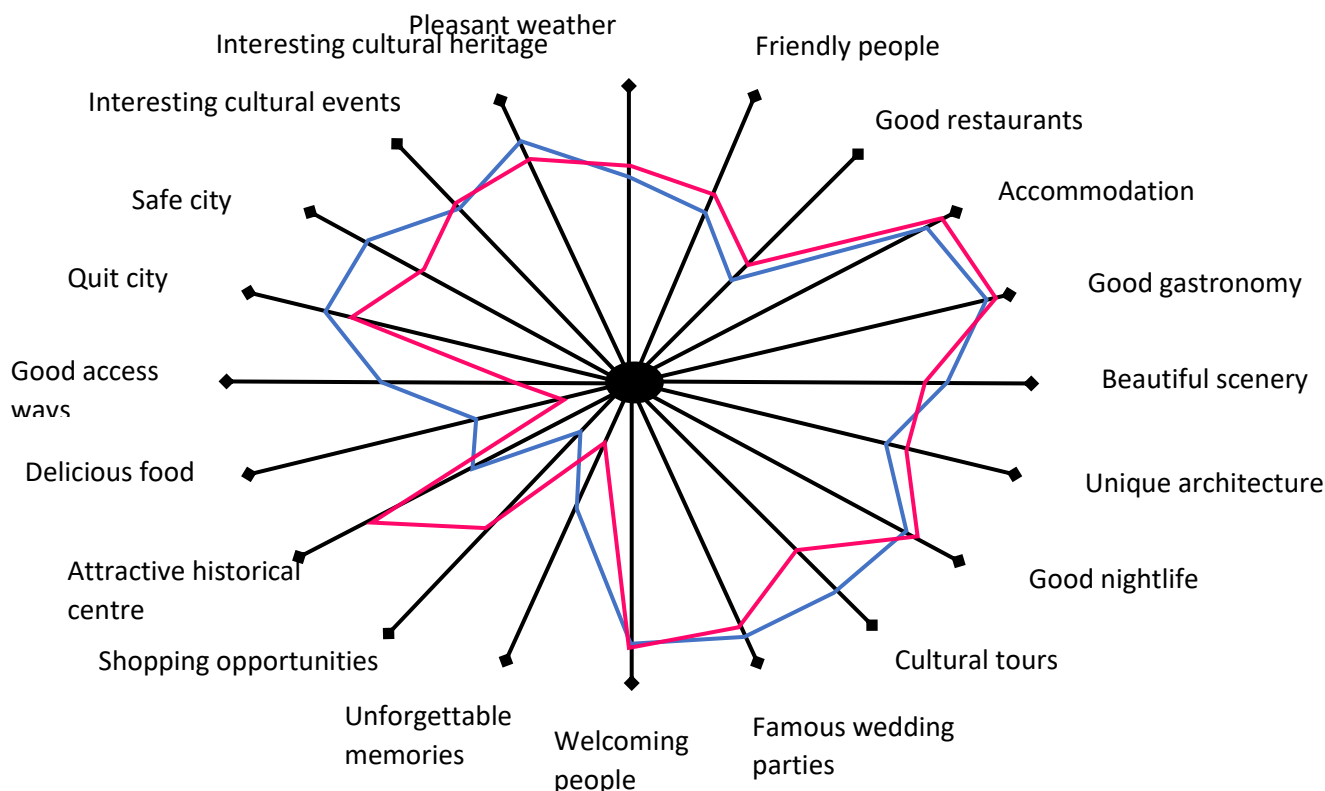 Pleasant weather
Interesting cultural heritage
Friendly people
Interesting cultural events
Good restaurants
Safe city
Accommodation
Quit city
Good gastronomy
Good access
ways
Beautiful scenery
Delicious food
Unique architecture
Attractive historical
centre
Good nightlife
Shopping opportunities
Cultural tours
Unforgettable
memories
Welcoming
people
Famous wedding
parties